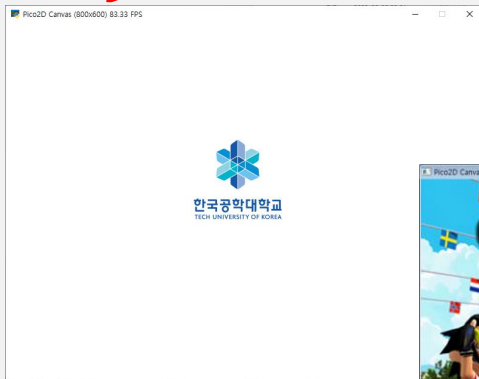 Pico2D Canvas (800x600) 83.33 FPS
한국공학대학교
TECH UNIVERSITY OF KOREA
Pico2D Canva